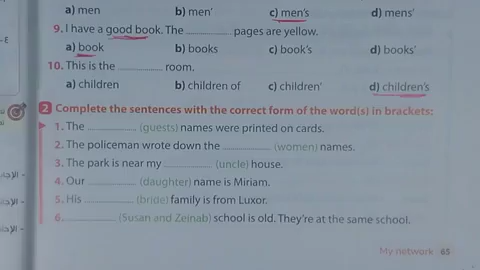 a) men b) men' c) men's d) mens'
9. I have a good book. The ............ pages are yellow.
a) book b) books c) book's d) books'
10. This is the ............ room.
a) children b) children of c) children' d) children's
2 Complete the sentences with the correct form of the word(s) in brackets:
1. The ............ (guests) names were printed on cards.
2. The policeman wrote down the ............ (women) names.
3. The park is near my ............ (uncle) house.
4. Our ............ (daughter) name is Miriam.
5. His ............ (bride) family is from Luxor.
6. ............ (Susan and Zeinab) school is old. They're at the same school.
My network 65